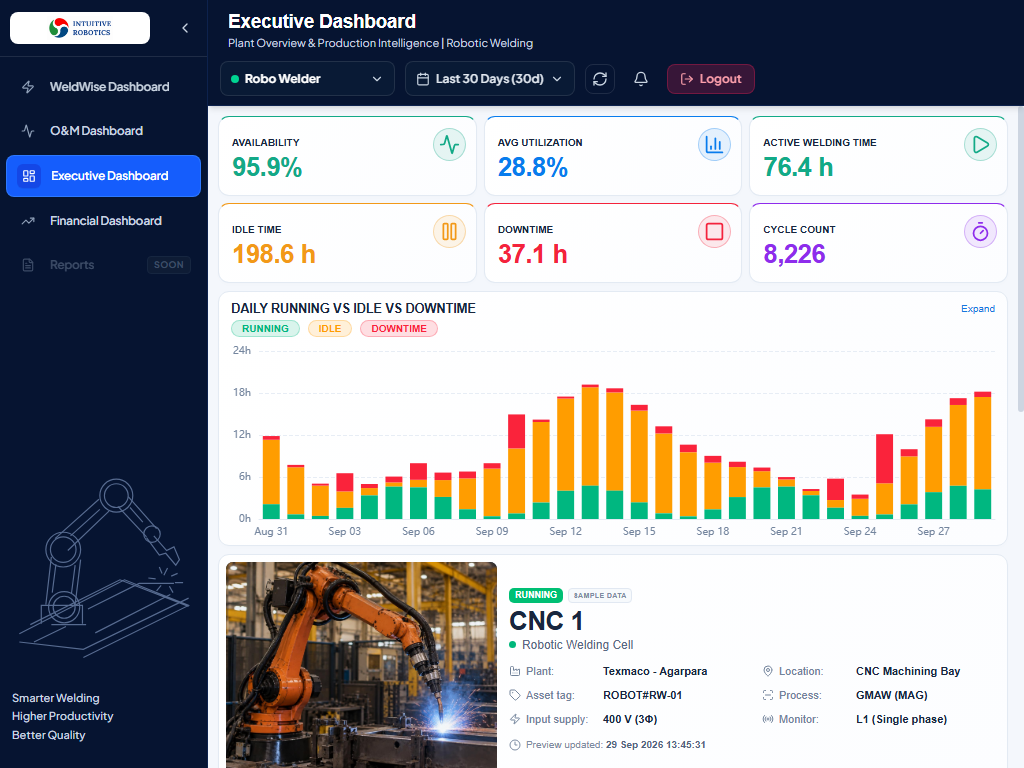 INTUITIVE
ROBOTICS
WeldWise Dashboard
O&M Dashboard
Executive Dashboard
Financial Dashboard
Reports SOON
Smarter Welding
Higher Productivity
Better Quality
Executive Dashboard
Plant Overview & Production Intelligence | Robotic Welding
Robo Welder Last 30 Days (30d) Logout
AVAILABILITY
95.9%
AVG UTILIZATION
28.8%
ACTIVE WELDING TIME
76.4 h
IDLE TIME
198.6 h
DOWNTIME
37.1 h
CYCLE COUNT
8,226
DAILY RUNNING VS IDLE VS DOWNTIME Expand
RUNNING IDLE DOWNTIME
24h
18h
12h
6h
0h
Aug 31 Sep 03 Sep 06 Sep 09 Sep 12 Sep 15 Sep 18 Sep 21 Sep 24 Sep 27
RUNNING SAMPLE DATA
CNC 1
Robotic Welding Cell
Plant: Texmaco - Agarpara Location: CNC Machining Bay
Asset tag: ROBOT#RW-01 Process: GMAW (MAG)
Input supply: 400 V (3Φ) Monitor: L1 (Single phase)
Preview updated: 29 Sep 2026 13:45:31